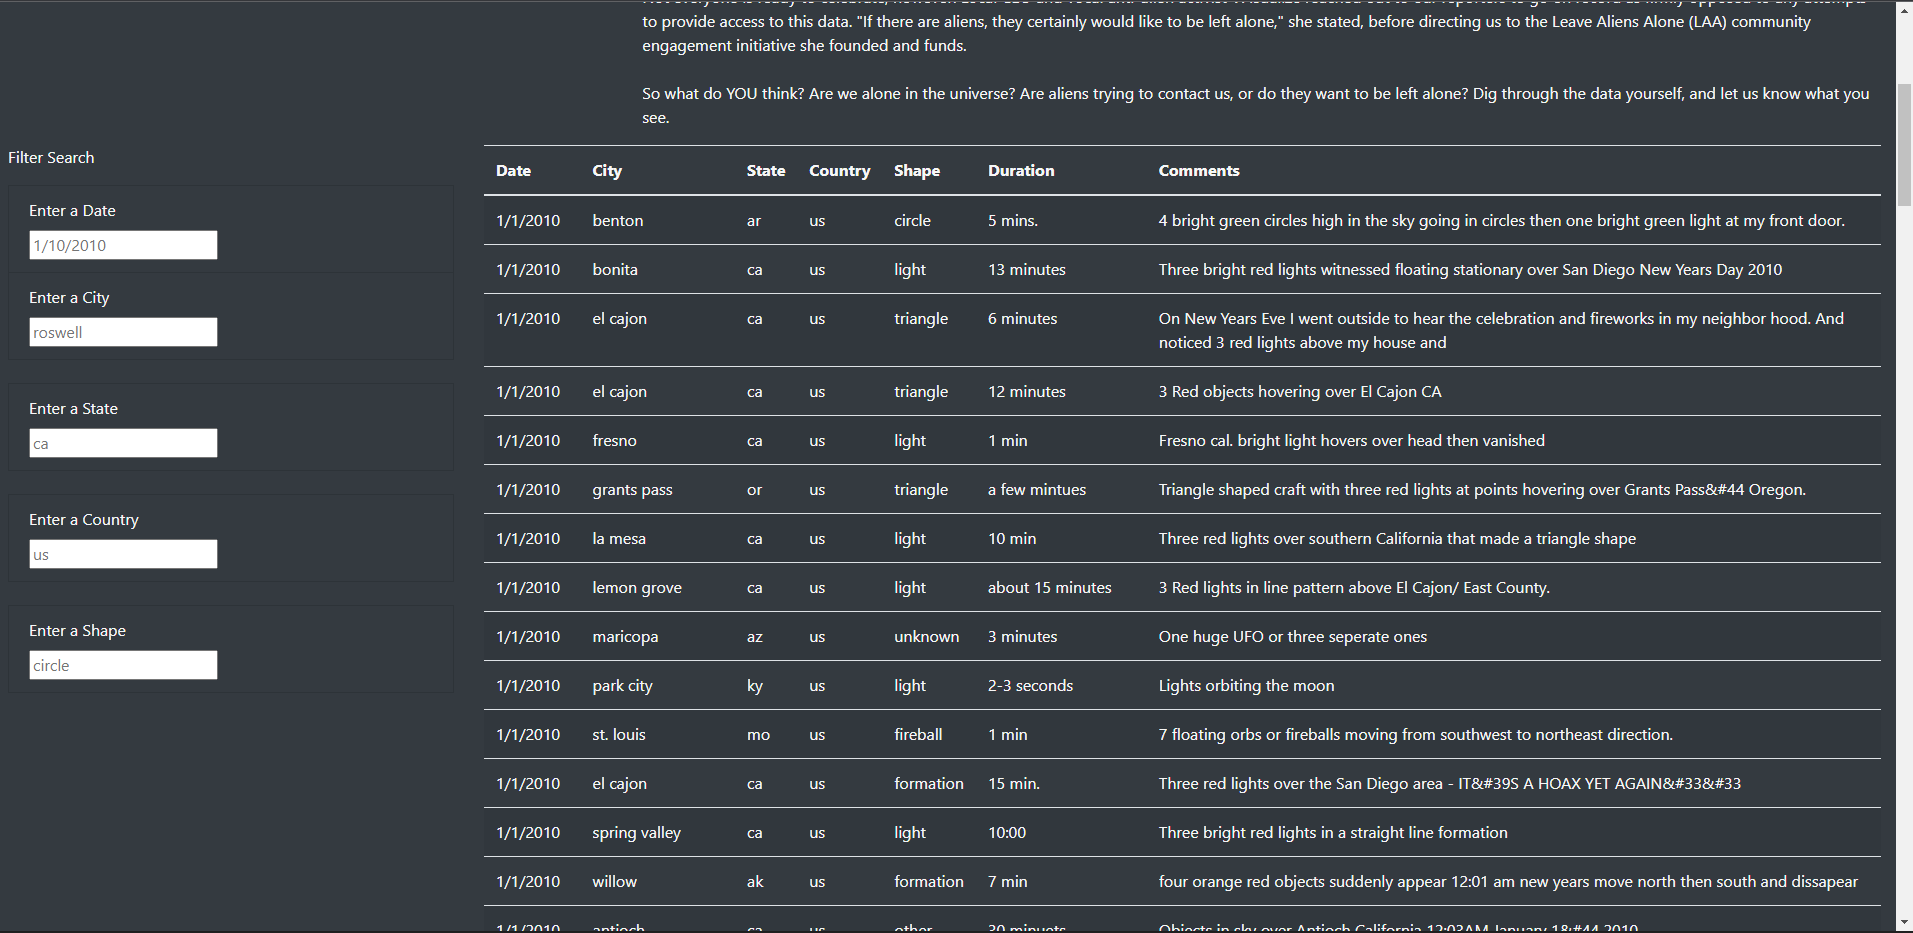 to provide access to this data. "If there are aliens, they certainly would like to be left alone," she stated, before directing us to the Leave Aliens Alone (LAA) community
engagement initiative she founded and funds.
So what do YOU think? Are we alone in the universe? Are aliens trying to contact us, or do they want to be left alone? Dig through the data yourself, and let us know what you
see.
Filter Search
Enter a Date
1/10/2010
Enter a City
roswell
Enter a State
ca
Enter a Country
us
Enter a Shape
circle
Date City State Country Shape Duration Comments
1/1/2010 benton ar us circle 5 mins. 4 bright green circles high in the sky going in circles then one bright green light at my front door.
1/1/2010 bonita ca us light 13 minutes Three bright red lights witnessed floating stationary over San Diego New Years Day 2010
1/1/2010 el cajon ca us triangle 6 minutes On New Years Eve I went outside to hear the celebration and fireworks in my neighbor hood. And
noticed 3 red lights above my house and
1/1/2010 el cajon ca us triangle 12 minutes 3 Red objects hovering over El Cajon CA
1/1/2010 fresno ca us light 1 min Fresno cal. bright light hovers over head then vanished
1/1/2010 grants pass or us triangle a few mintues Triangle shaped craft with three red lights at points hovering over Grants Pass&#44 Oregon.
1/1/2010 la mesa ca us light 10 min Three red lights over southern California that made a triangle shape
1/1/2010 lemon grove ca us light about 15 minutes 3 Red lights in line pattern above El Cajon/ East County.
1/1/2010 maricopa az us unknown 3 minutes One huge UFO or three seperate ones
1/1/2010 park city ky us light 2-3 seconds Lights orbiting the moon
1/1/2010 st. louis mo us fireball 1 min 7 floating orbs or fireballs moving from southwest to northeast direction.
1/1/2010 el cajon ca us formation 15 min. Three red lights over the San Diego area - IT&#39S A HOAX YET AGAIN&#33&#33
1/1/2010 spring valley ca us light 10:00 Three bright red lights in a straight line formation
1/1/2010 willow ak us formation 7 min four orange red objects suddenly appear 12:01 am new years move north then south and dissapear
1/1/2010 antioch ca us other 30 minuets Objects in sky over Antioch California 12:03AM January 1&#44 2010